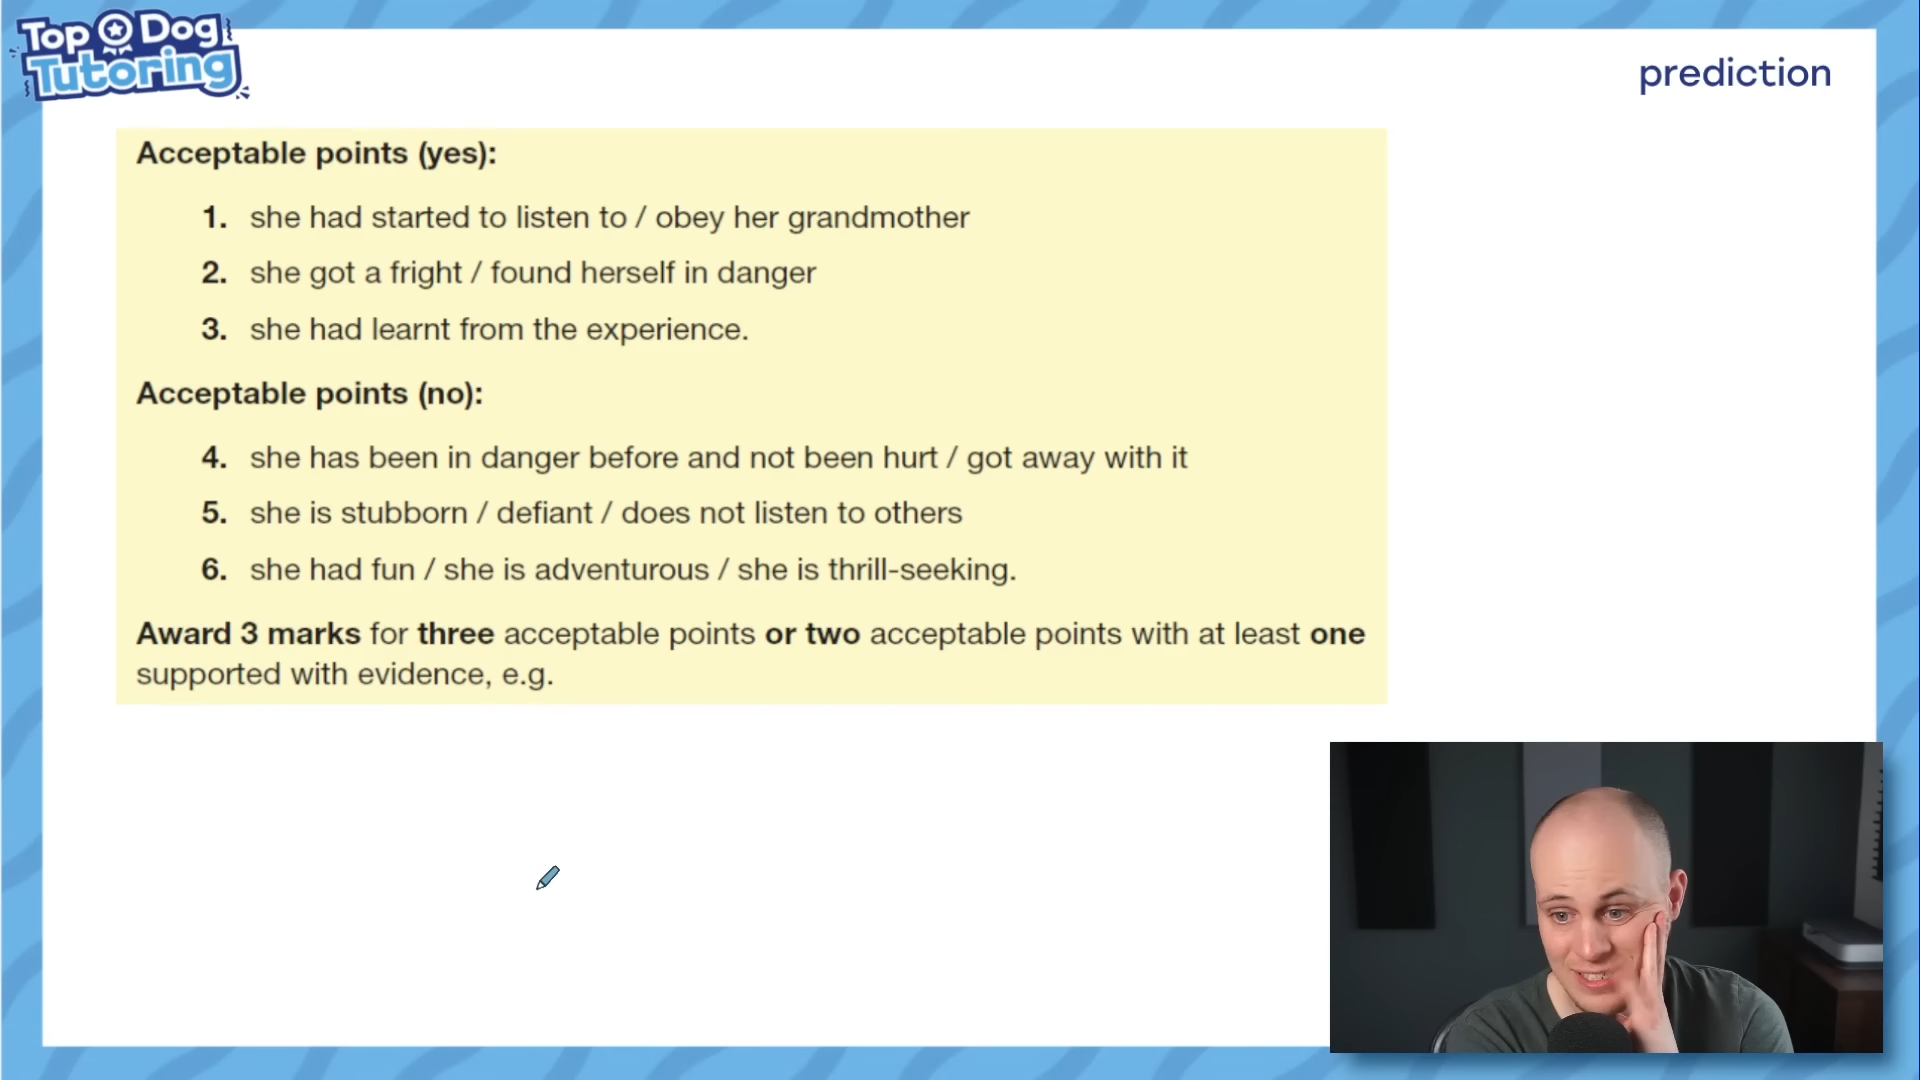 Top Dog
Tutoring
prediction
Acceptable points (yes):
1. she had started to listen to / obey her grandmother
2. she got a fright / found herself in danger
3. she had learnt from the experience.
Acceptable points (no):
4. she has been in danger before and not been hurt / got away with it
5. she is stubborn / defiant / does not listen to others
6. she had fun / she is adventurous / she is thrill-seeking.
Award 3 marks for three acceptable points or two acceptable points with at least one
supported with evidence, e.g.